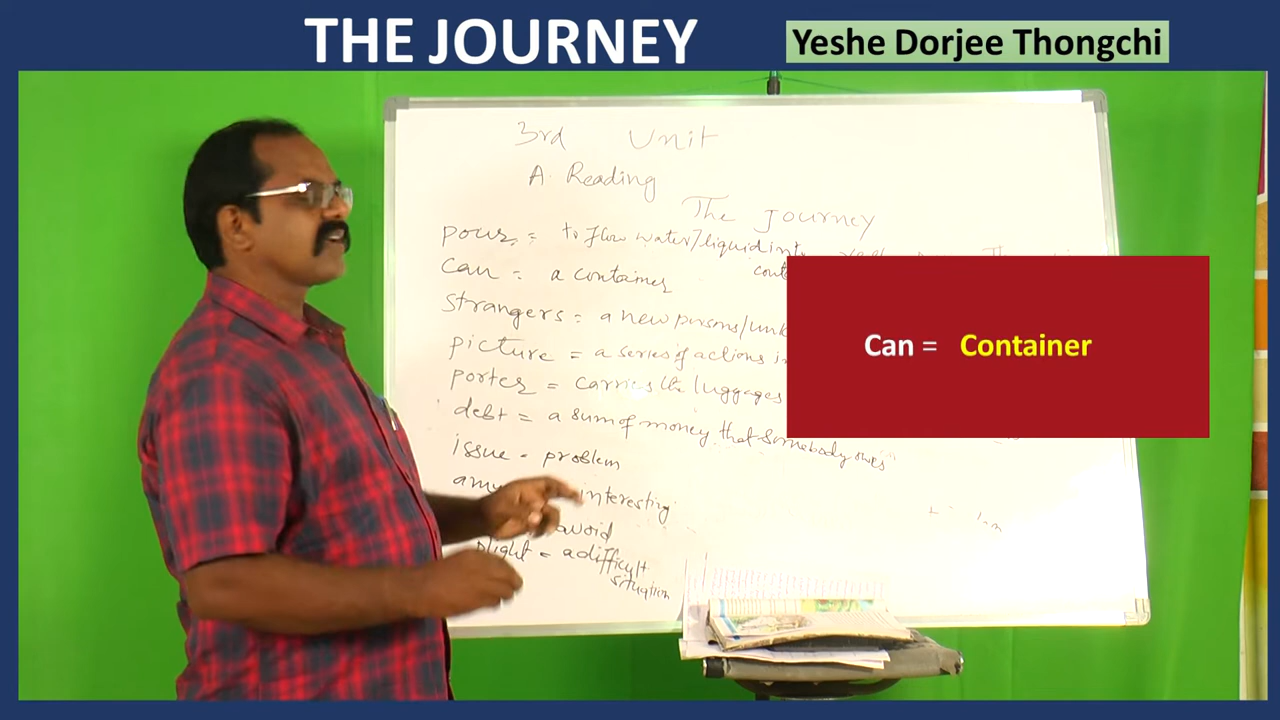 THE JOURNEY
Yeshe Dorjee Thongchi
3rd Unit
A. Reading
The Journey
pour = to flow water/liquid into
can = a container
strangers = a new persons/unk
picture = a series of actions in
porter = carries the luggages
debt = a sum of money that somebody owes
issue - problem
interesting
avoid
plight = a difficult
situation
Can = Container